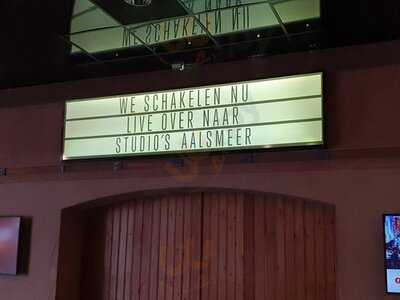 WE SCHAKELEN NU
LIVE OVER NAAR
STUDIO'S AALSMEER